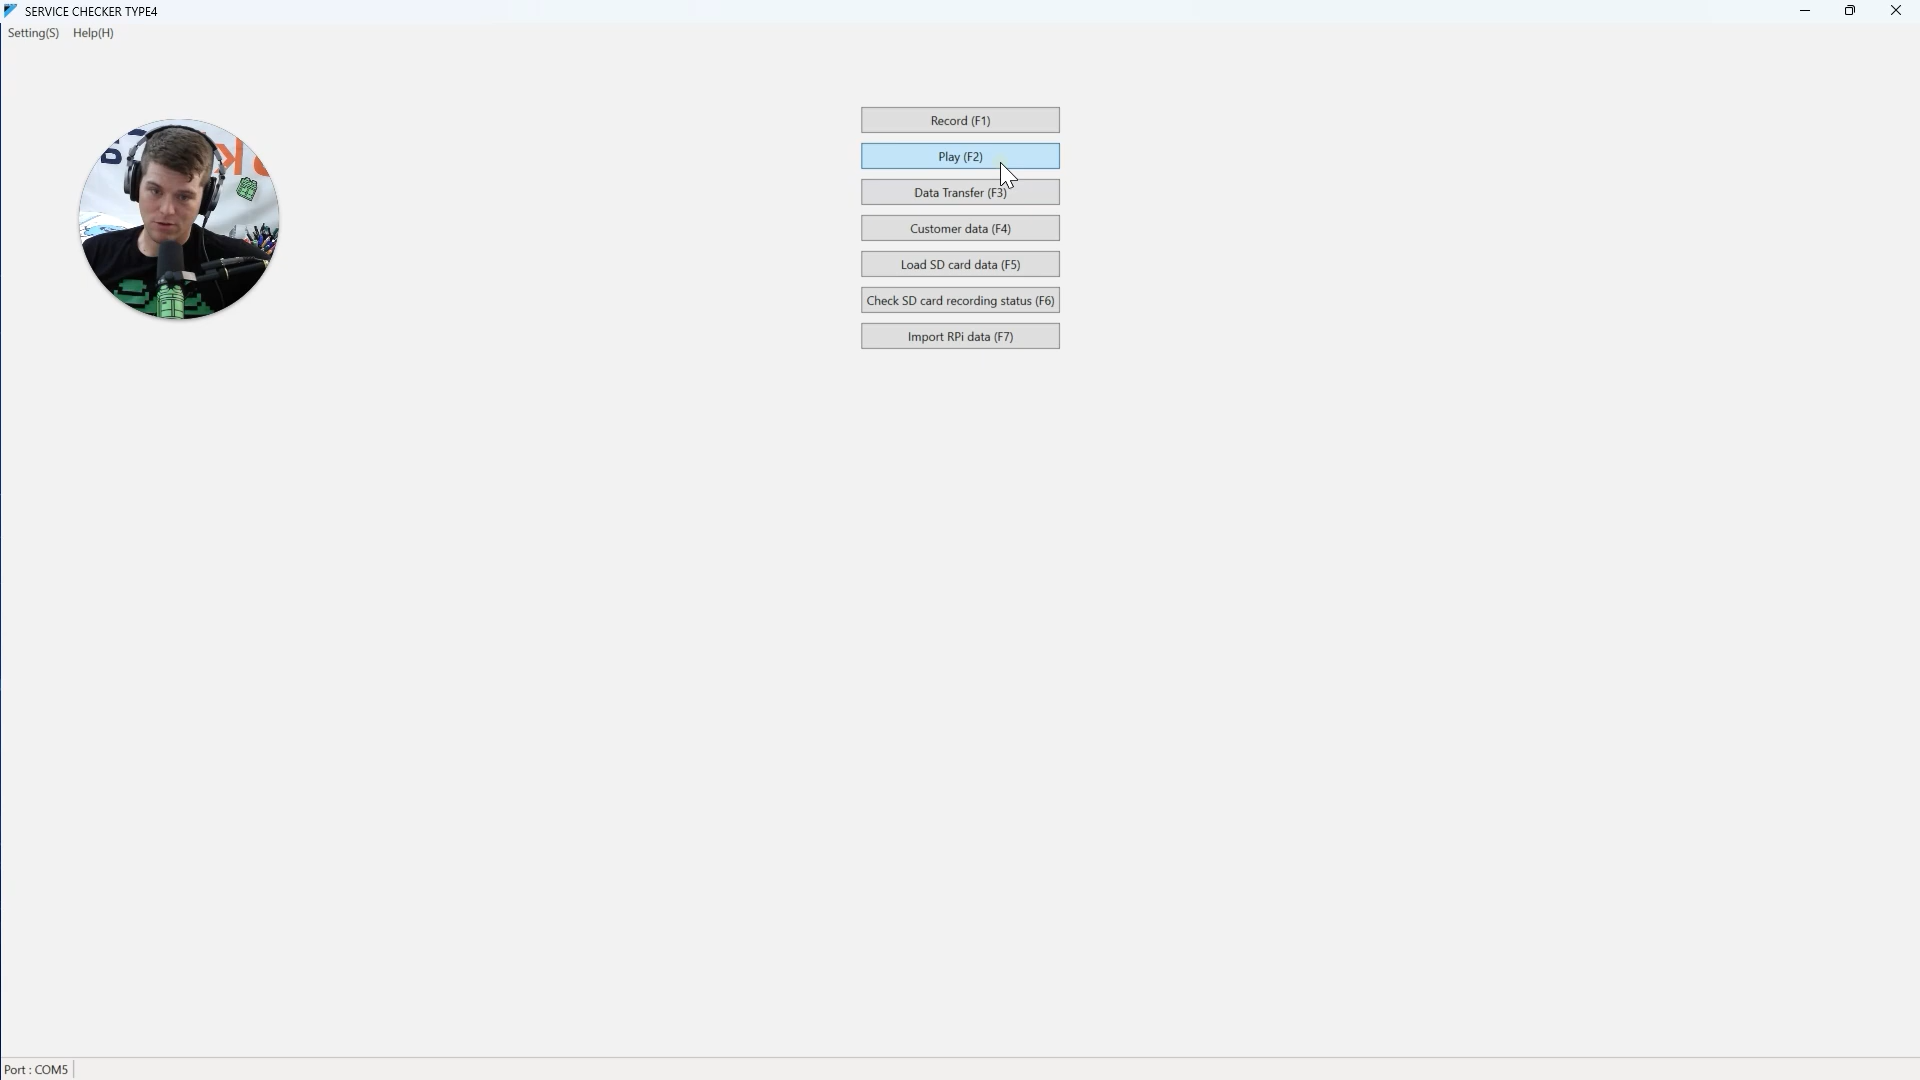 SERVICE CHECKER TYPE4
Setting(S) Help(H)
Record (F1)
Play (F2)
Data Transfer (F3)
Customer data (F4)
Load SD card data (F5)
Check SD card recording status (F6)
Import RPi data (F7)
Port : COM5